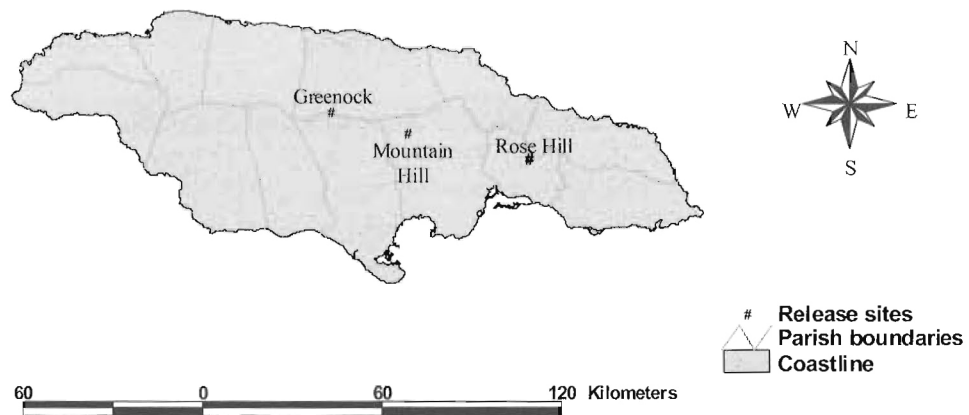 N
W E
S
Greenock
#
#
Mountain
Hill
Rose Hill
#
# Release sites
Parish boundaries
Coastline
60 0 60 120 Kilometers